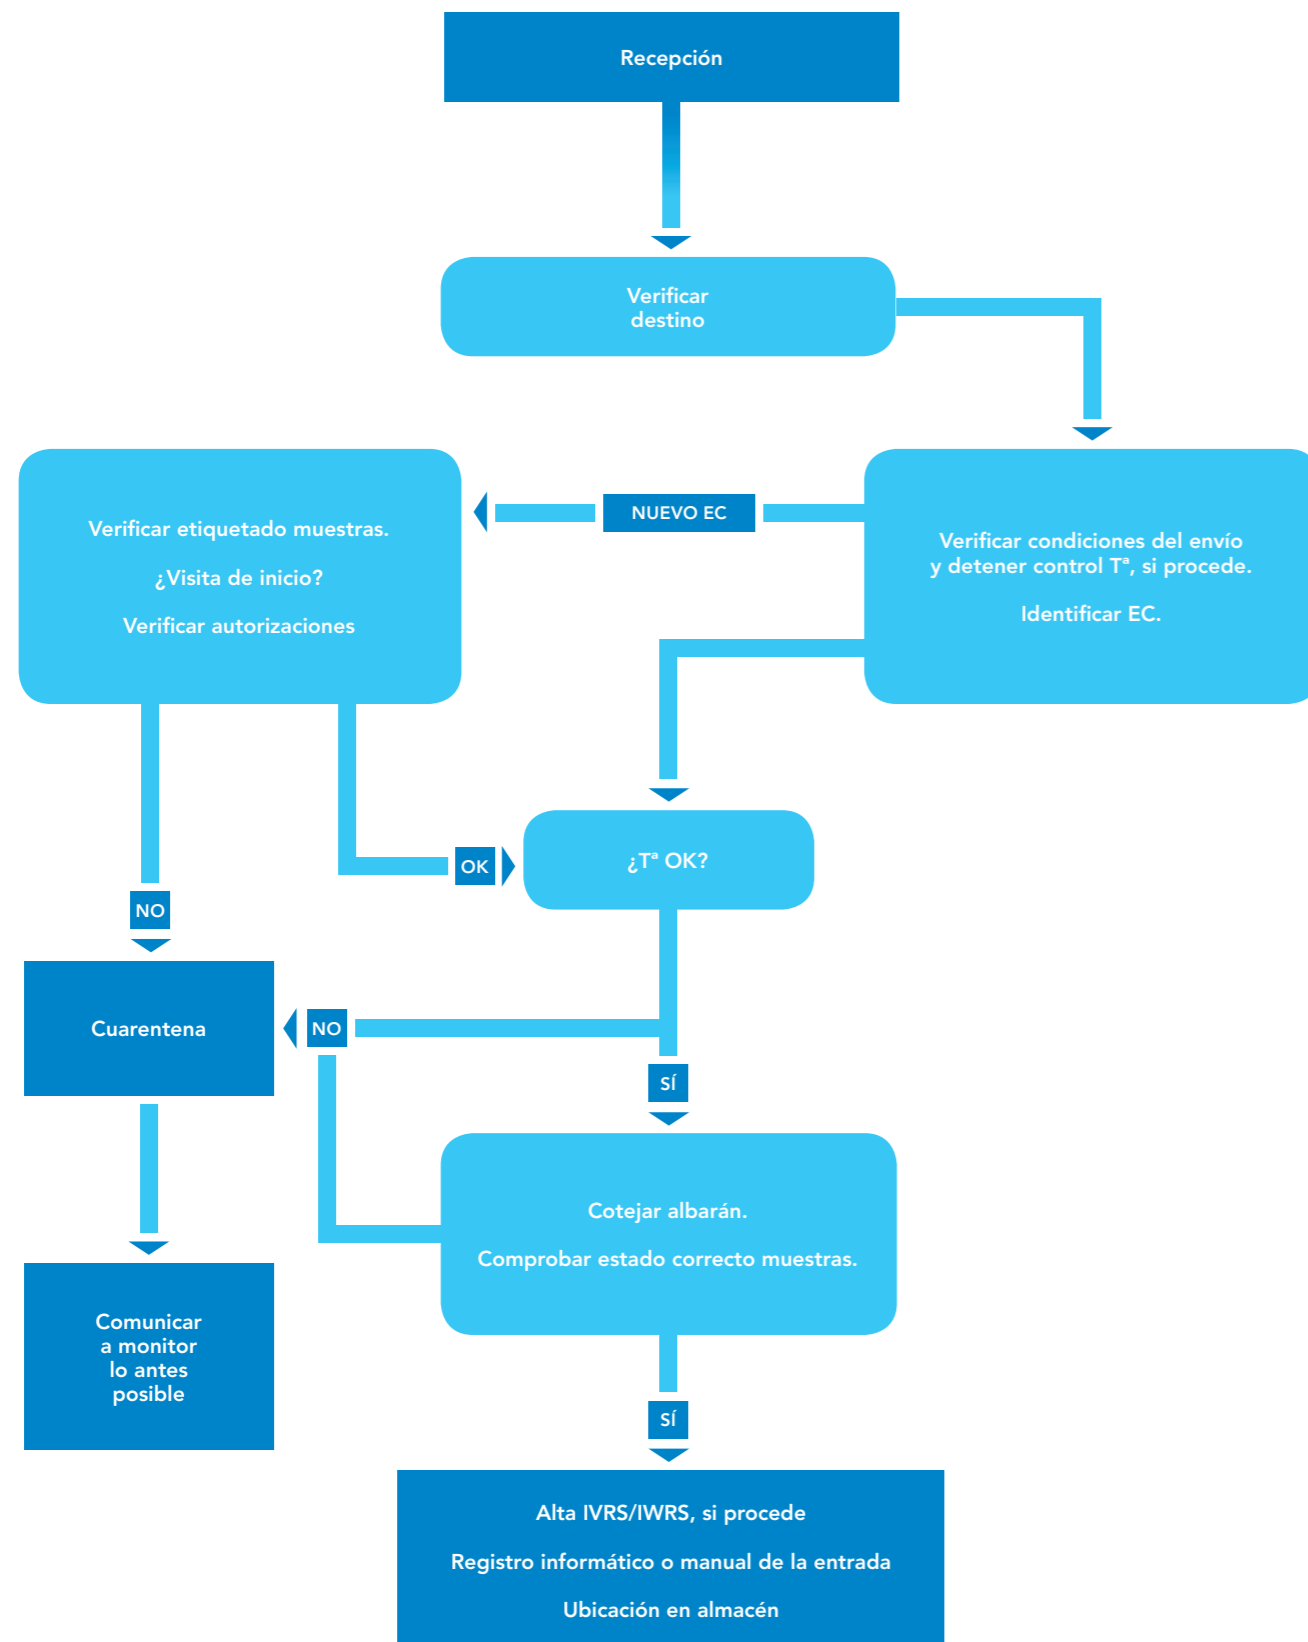 Recepción
Verificar
destino
NUEVO EC
Verificar etiquetado muestras.
¿Visita de inicio?
Verificar autorizaciones
Verificar condiciones del envío
y detener control Tª, si procede.
Identificar EC.
OK
¿Tª OK?
NO
Cuarentena
NO
SÍ
Cotejar albarán.
Comprobar estado correcto muestras.
Comunicar
a monitor
lo antes
posible
SÍ
Alta IVRS/IWRS, si procede
Registro informático o manual de la entrada
Ubicación en almacén